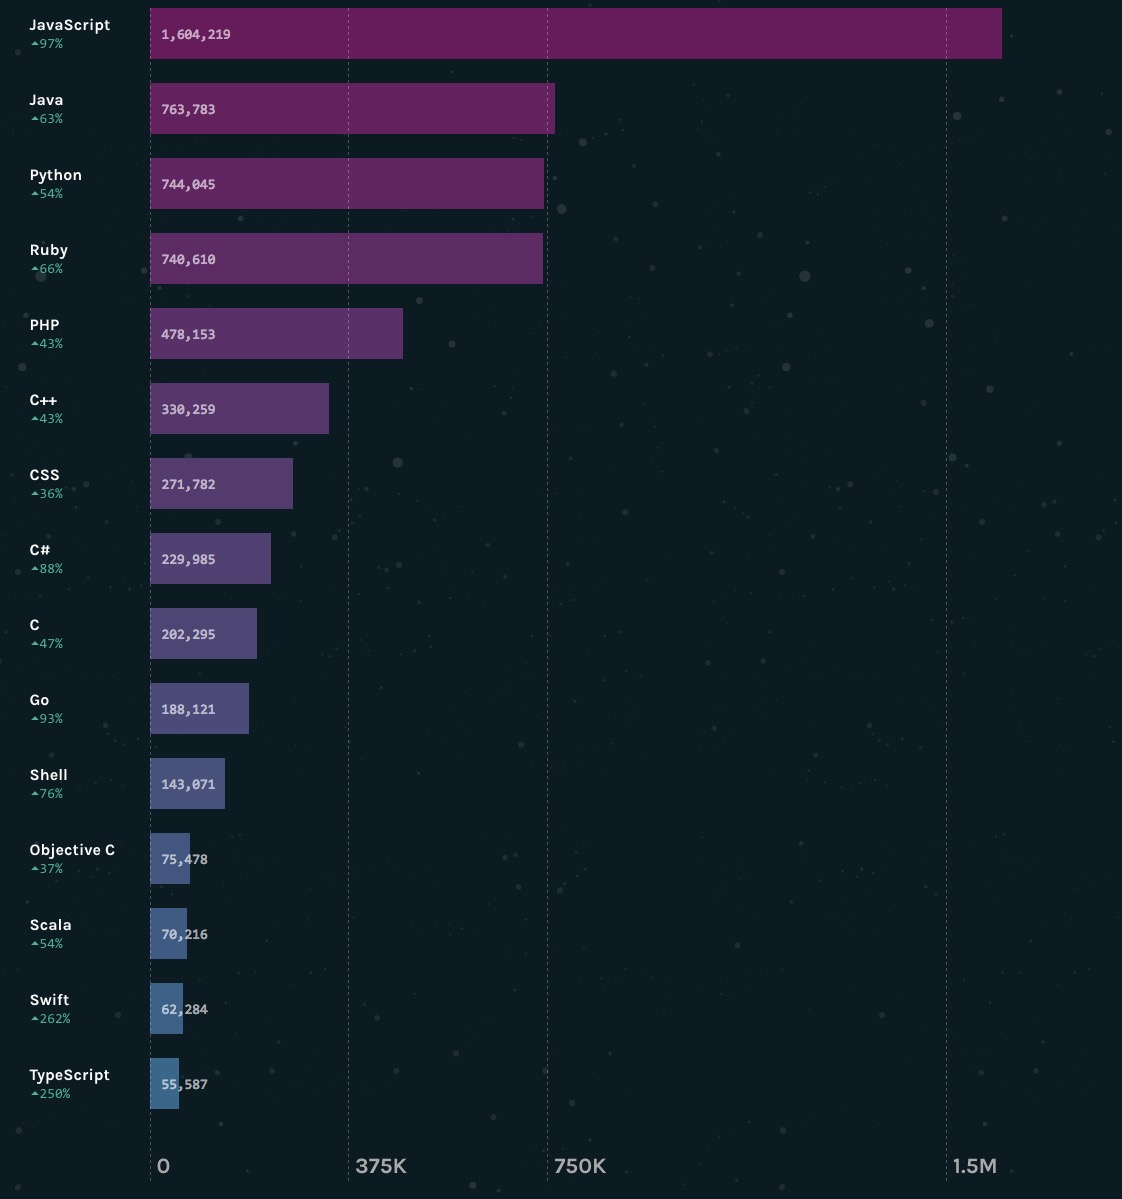 JavaScript
97%
1,604,219
Java
63%
763,783
Python
54%
744,045
Ruby
66%
740,610
PHP
43%
478,153
C++
43%
330,259
CSS
36%
271,782
C#
88%
229,985
C
47%
202,295
Go
93%
188,121
Shell
76%
143,071
Objective C
37%
75,478
Scala
54%
70,216
Swift
262%
62,284
TypeScript
250%
55,587
0 375K 750K 1.5M